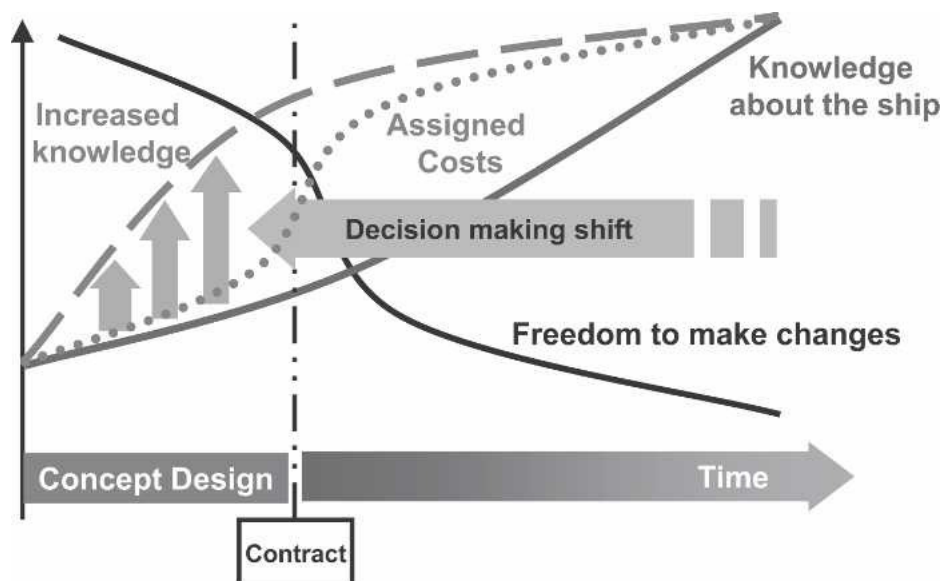 Increased
knowledge
Assigned
Costs
Knowledge
about the ship
Decision making shift
Freedom to make changes
Concept Design
Time
Contract